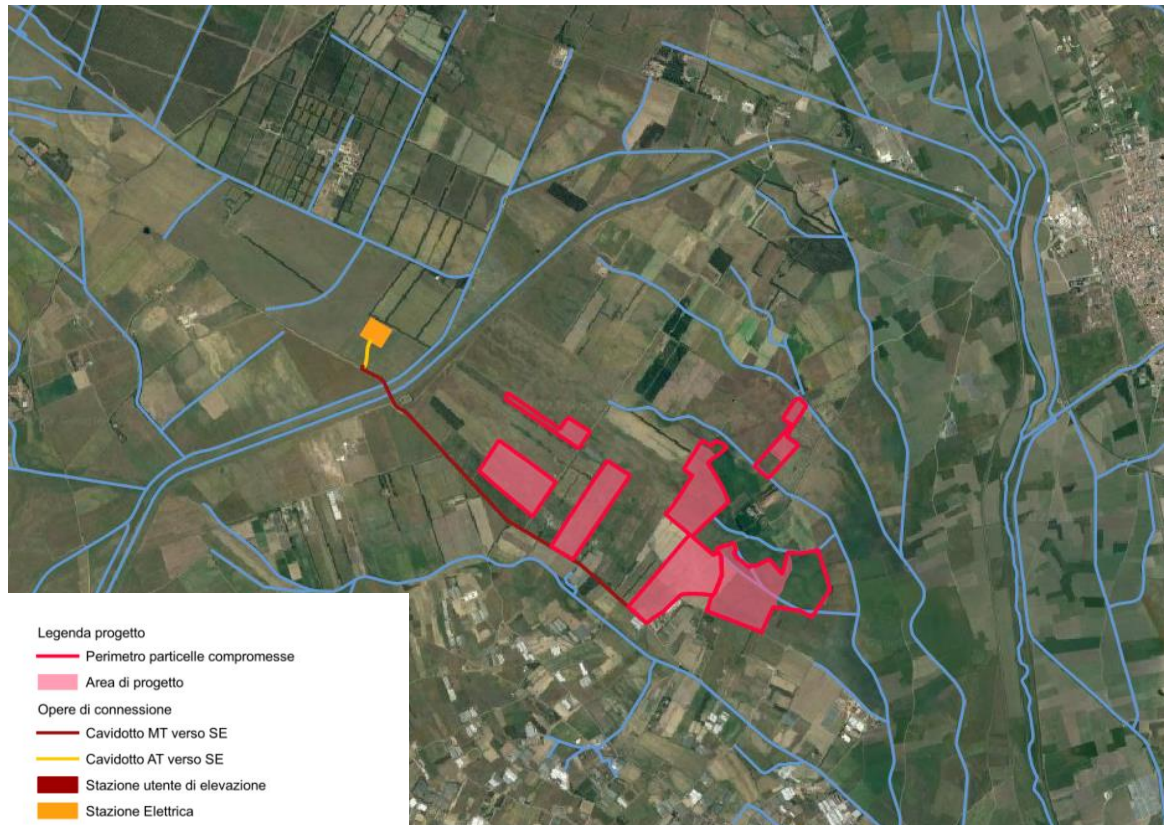 Legenda progetto
Perimetro particelle compromesse
Area di progetto
Opere di connessione
Cavidotto MT verso SE
Cavidotto AT verso SE
Stazione utente di elevazione
Stazione Elettrica